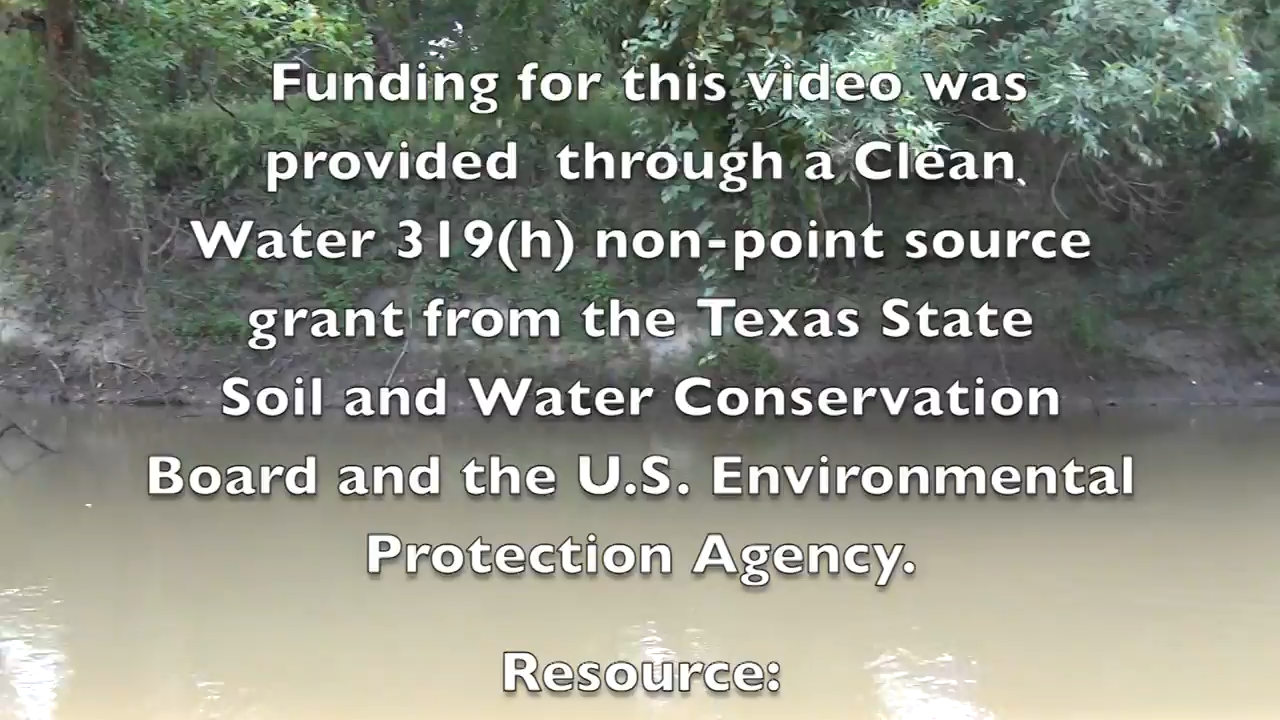 Funding for this video was
provided through a Clean
Water 319(h) non-point source
grant from the Texas State
Soil and Water Conservation
Board and the U.S. Environmental
Protection Agency.
Resource: